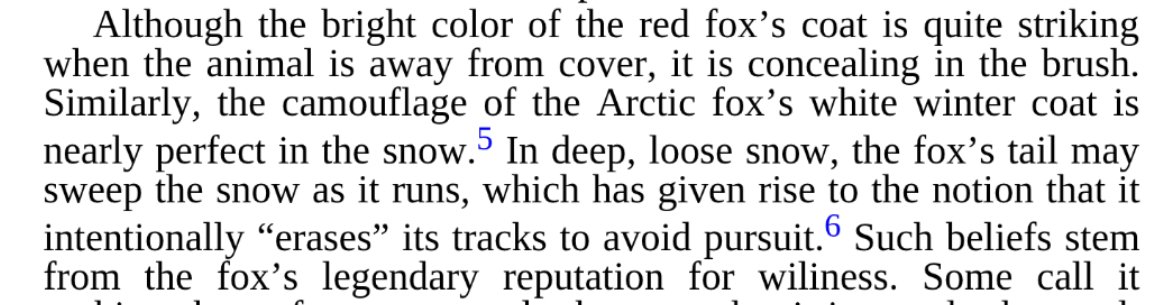 Although the bright color of the red fox’s coat is quite striking
when the animal is away from cover, it is concealing in the brush.
Similarly, the camouflage of the Arctic fox’s white winter coat is
nearly perfect in the snow.5 In deep, loose snow, the fox’s tail may
sweep the snow as it runs, which has given rise to the notion that it
intentionally “erases” its tracks to avoid pursuit.6 Such beliefs stem
from the fox’s legendary reputation for wiliness. Some call it